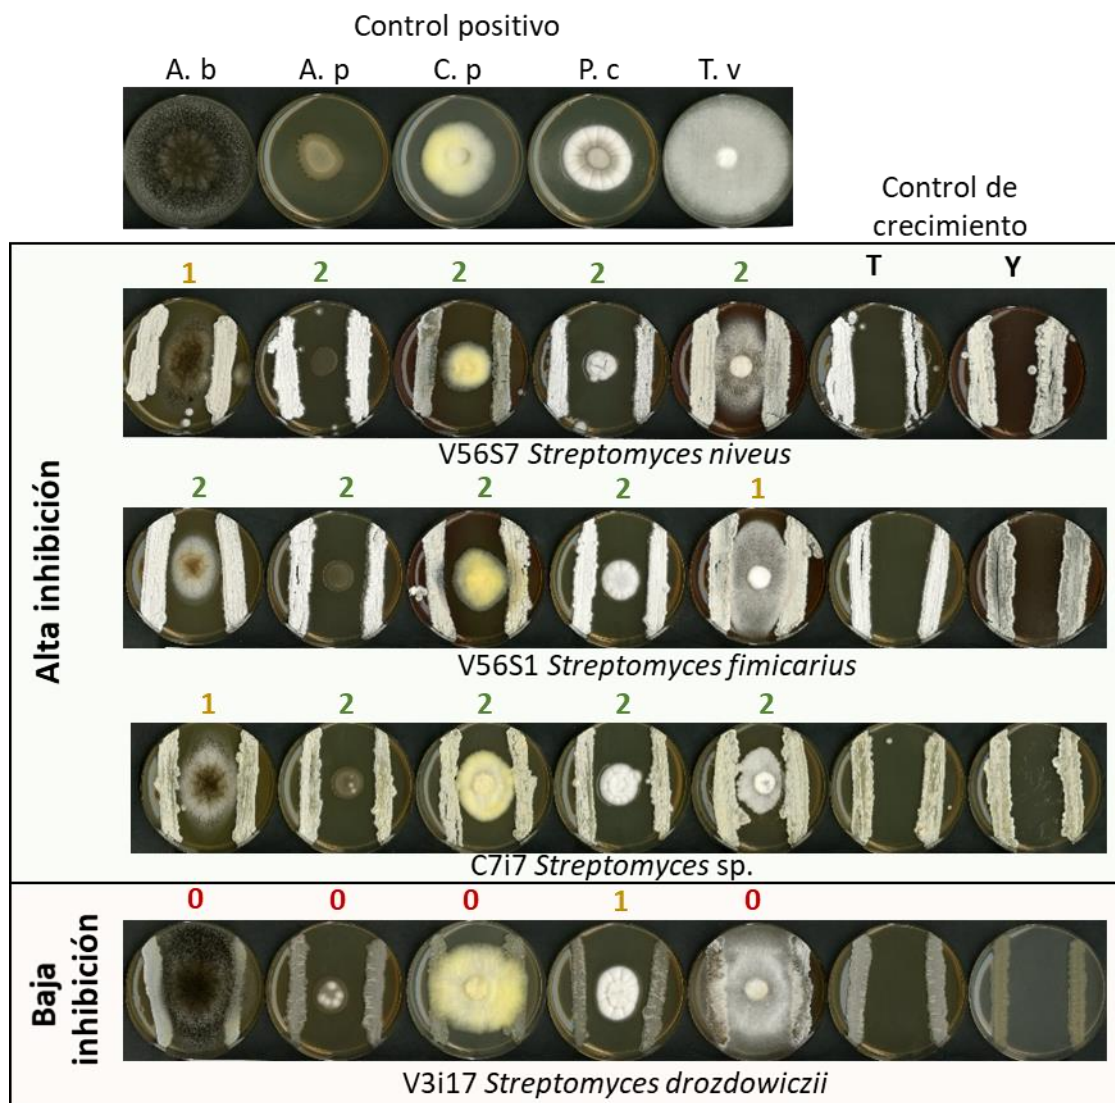 Control positivo
A. b A. p C. p P. c T. v
Control de
crecimiento
T Y
Alta inhibición
1 2 2 2 2
V56S7 Streptomyces niveus
2 2 2 2 1
V56S1 Streptomyces fimicarius
1 2 2 2 2
C7i7 Streptomyces sp.
Baja
inhibición
0 0 0 1 0
V3i17 Streptomyces drozdowiczii